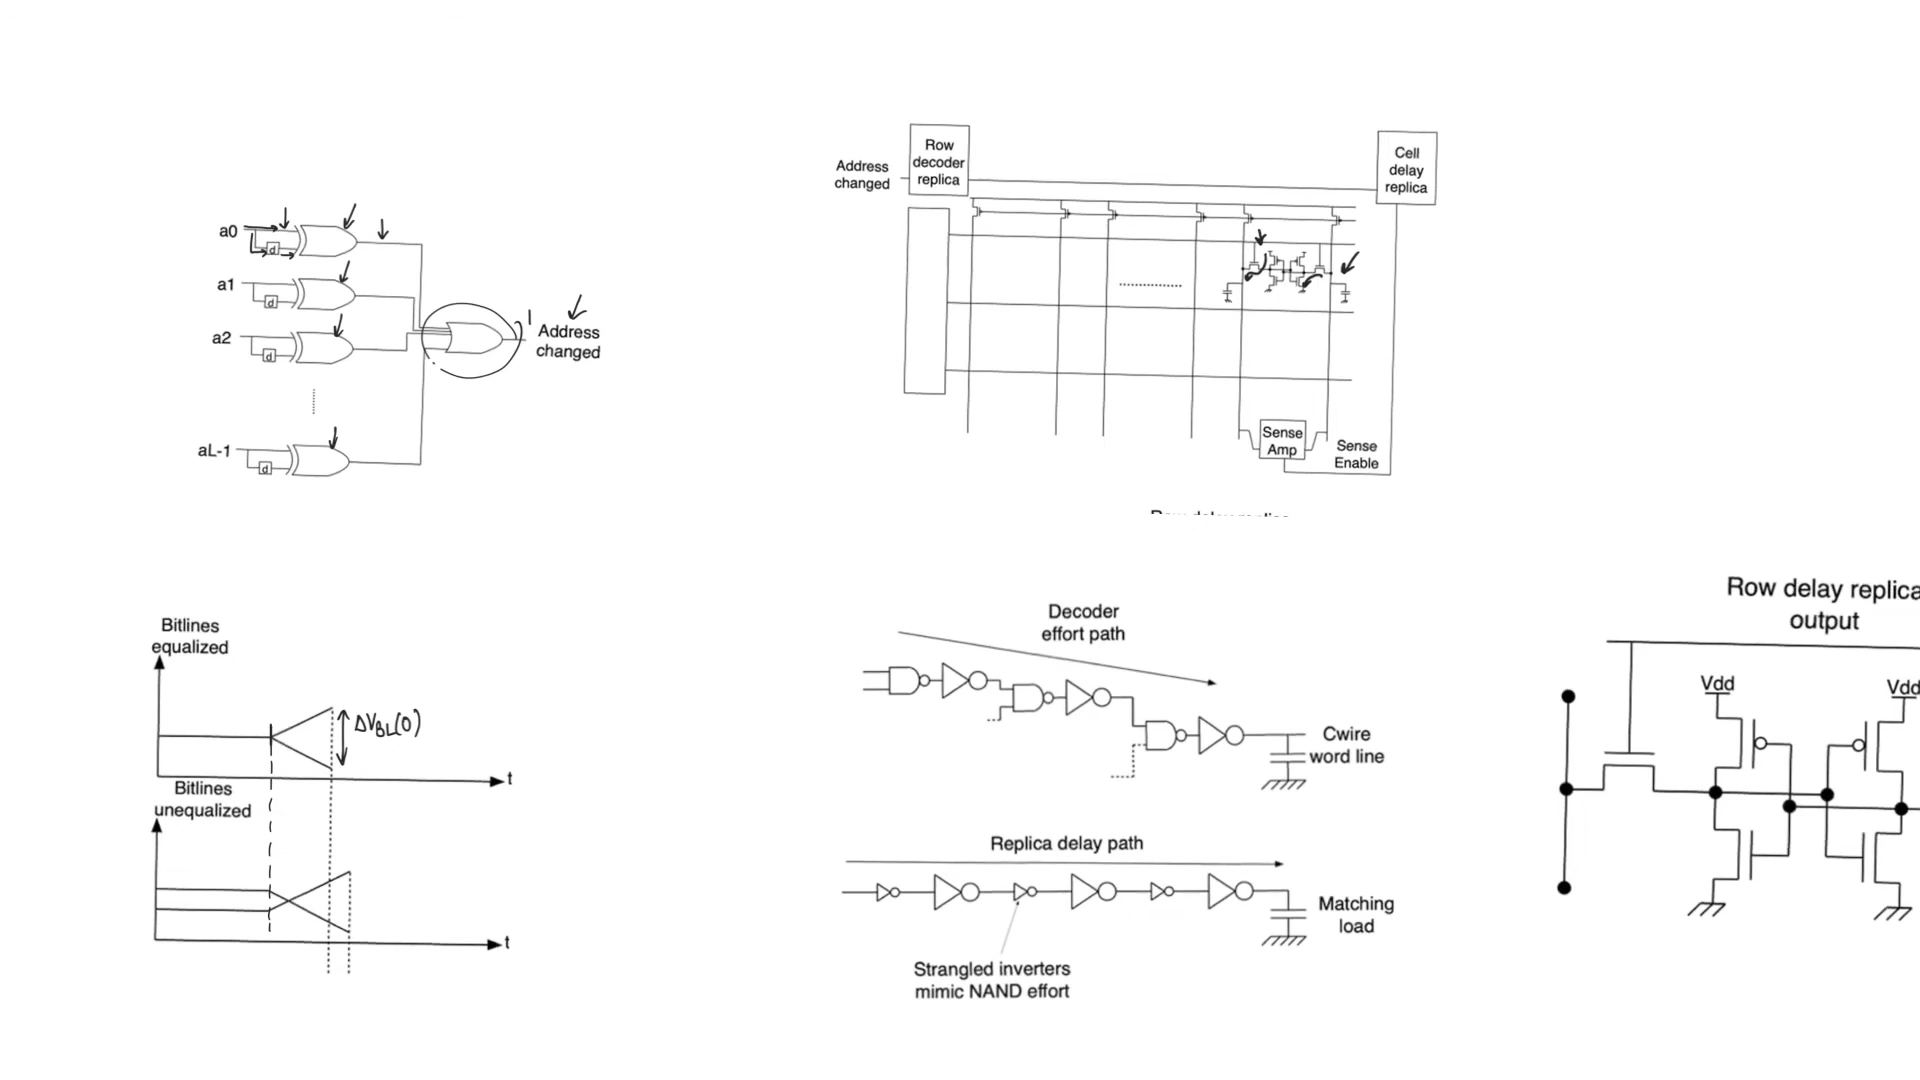 a0
d
a1
d
a2
d
aL-1
d
1
Address
changed
Address
changed
Row
decoder
replica
Cell
delay
replica
Sense
Amp
Sense
Enable
Bitlines
equalized
ΔVBL(0)
t
Bitlines
unequalized
t
Decoder
effort path
Cwire
word line
Replica delay path
Matching
load
Strangled inverters
mimic NAND effort
Row delay replica
output
Vdd
Vdd